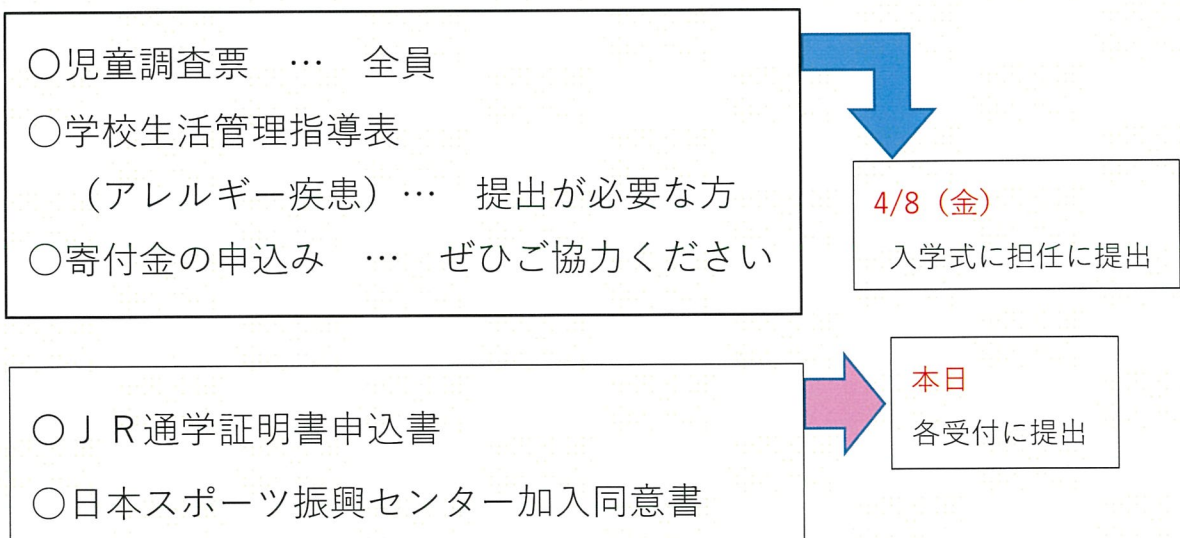 ○児童調査票　…　全員
○学校生活管理指導表
（アレルギー疾患）…　提出が必要な方
○寄付金の申込み　…　ぜひご協力ください
4/8（金）
入学式に担任に提出
○ＪＲ通学証明書申込書
○日本スポーツ振興センター加入同意書
本日
各受付に提出